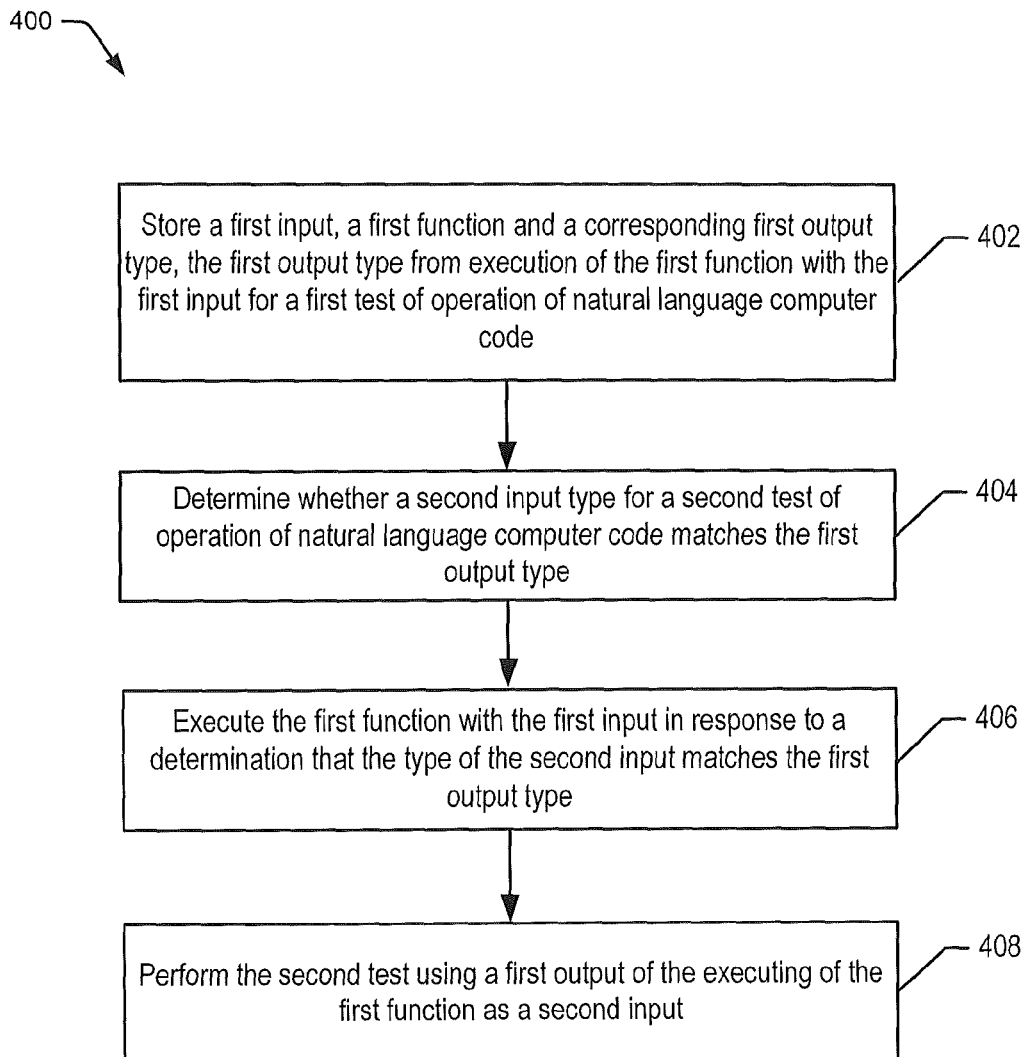 400
Store a first input, a first function and a corresponding first output
type, the first output type from execution of the first function with the
first input for a first test of operation of natural language computer
code
402
Determine whether a second input type for a second test of
operation of natural language computer code matches the first
output type
404
Execute the first function with the first input in response to a
determination that the type of the second input matches the first
output type
406
Perform the second test using a first output of the executing of the
first function as a second input
408